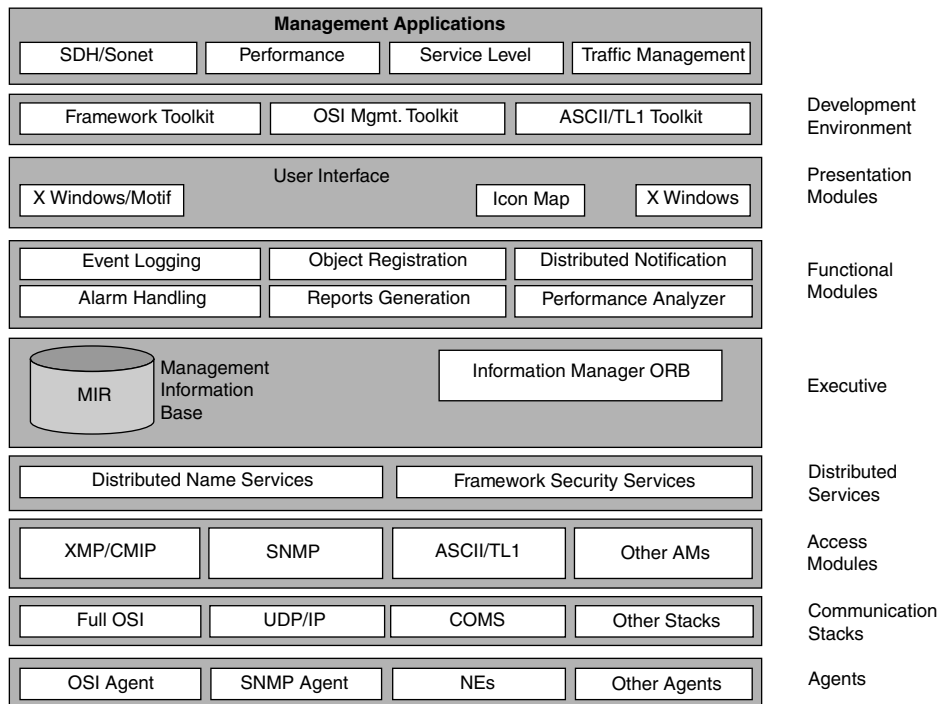 Management Applications
SDH/Sonet
Performance
Service Level
Traffic Management
Framework Toolkit
OSI Mgmt. Toolkit
ASCII/TL1 Toolkit
Development
Environment
User Interface
X Windows/Motif
Icon Map
X Windows
Presentation
Modules
Event Logging
Object Registration
Distributed Notification
Alarm Handling
Reports Generation
Performance Analyzer
Functional
Modules
MIR
Management
Information
Base
Information Manager ORB
Executive
Distributed Name Services
Framework Security Services
Distributed
Services
XMP/CMIP
SNMP
ASCII/TL1
Other AMs
Access
Modules
Full OSI
UDP/IP
COMS
Other Stacks
Communication
Stacks
OSI Agent
SNMP Agent
NEs
Other Agents
Agents